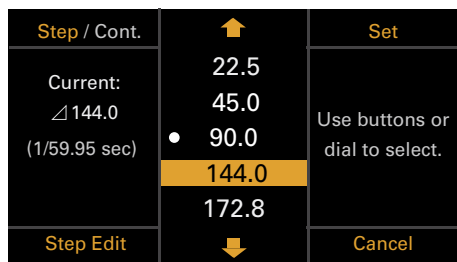 Step / Cont.
Current:
⊿144.0
(1/59.95 sec)
Step Edit
22.5
45.0
90.0
144.0
172.8
Set
Use buttons or
dial to select.
Cancel